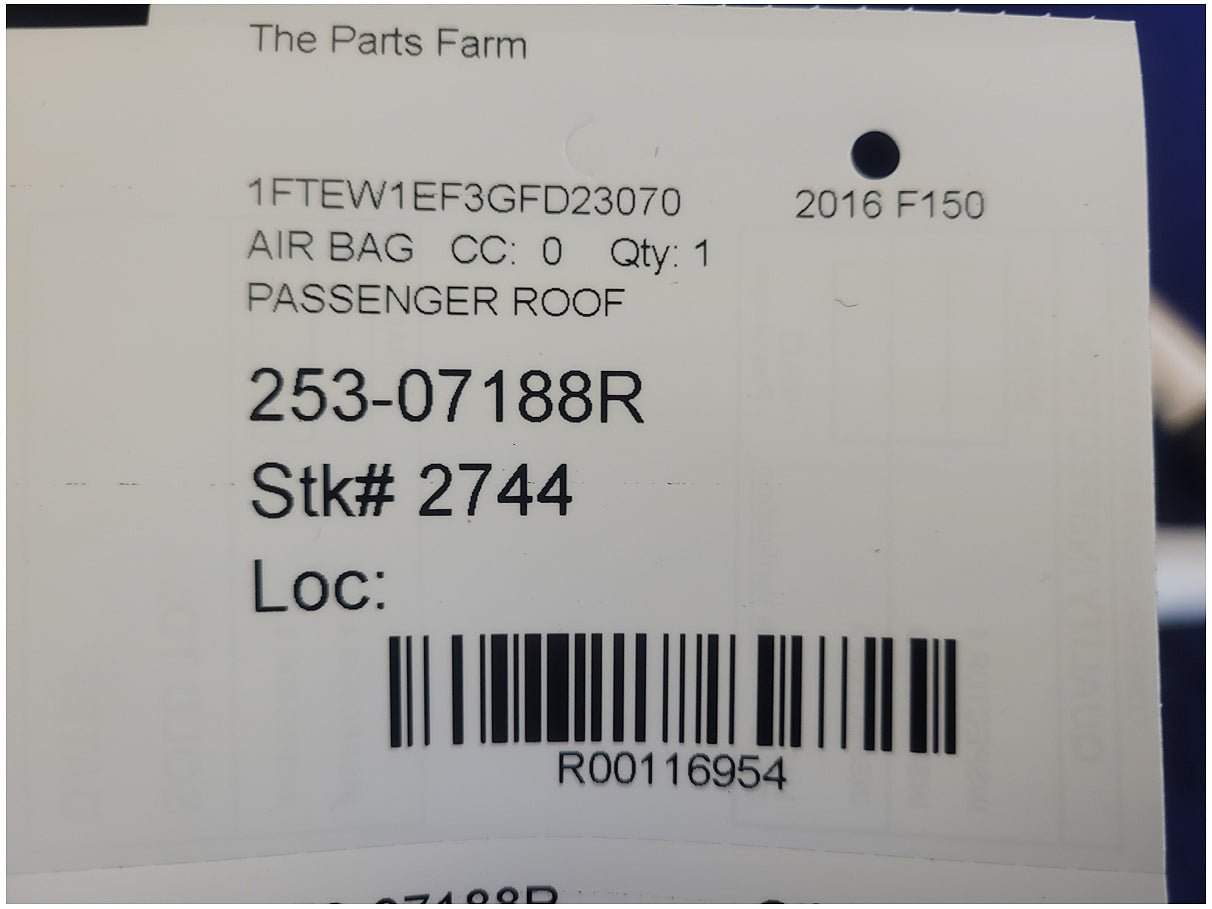 The Parts Farm
1FTEW1EF3GFD23070 2016 F150
AIR BAG CC: 0 Qty: 1
PASSENGER ROOF
253-07188R
Stk# 2744
Loc:
R00116954
07188R